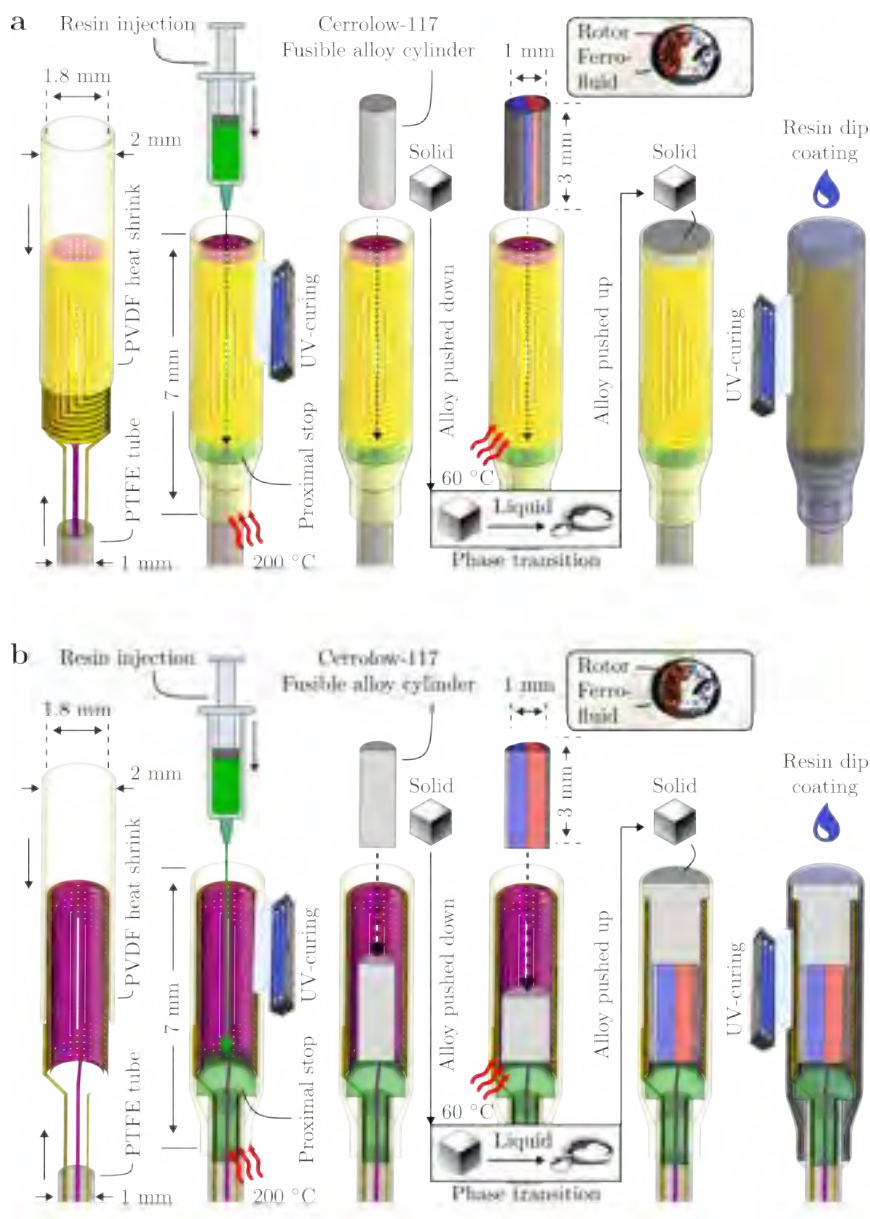 a
Resin injection
Cerrolow-117
Fusible alloy cylinder
1 mm
Rotor
Ferro-
fluid
1.8 mm
2 mm
PVDF heat shrink
PTFE tube
1 mm
7 mm
UV-curing
Proximal stop
200 °C
Solid
Alloy pushed down
3 mm
60 °C
Liquid
Phase transition
Alloy pushed up
Solid
Resin dip
coating
UV-curing
b
Resin injection
Cerrolow-117
Fusible alloy cylinder
1 mm
Rotor
Ferro-
fluid
1.8 mm
2 mm
PVDF heat shrink
PTFE tube
1 mm
7 mm
UV-curing
Proximal stop
200 °C
Solid
Alloy pushed down
3 mm
60 °C
Liquid
Phase transition
Alloy pushed up
Solid
Resin dip
coating
UV-curing